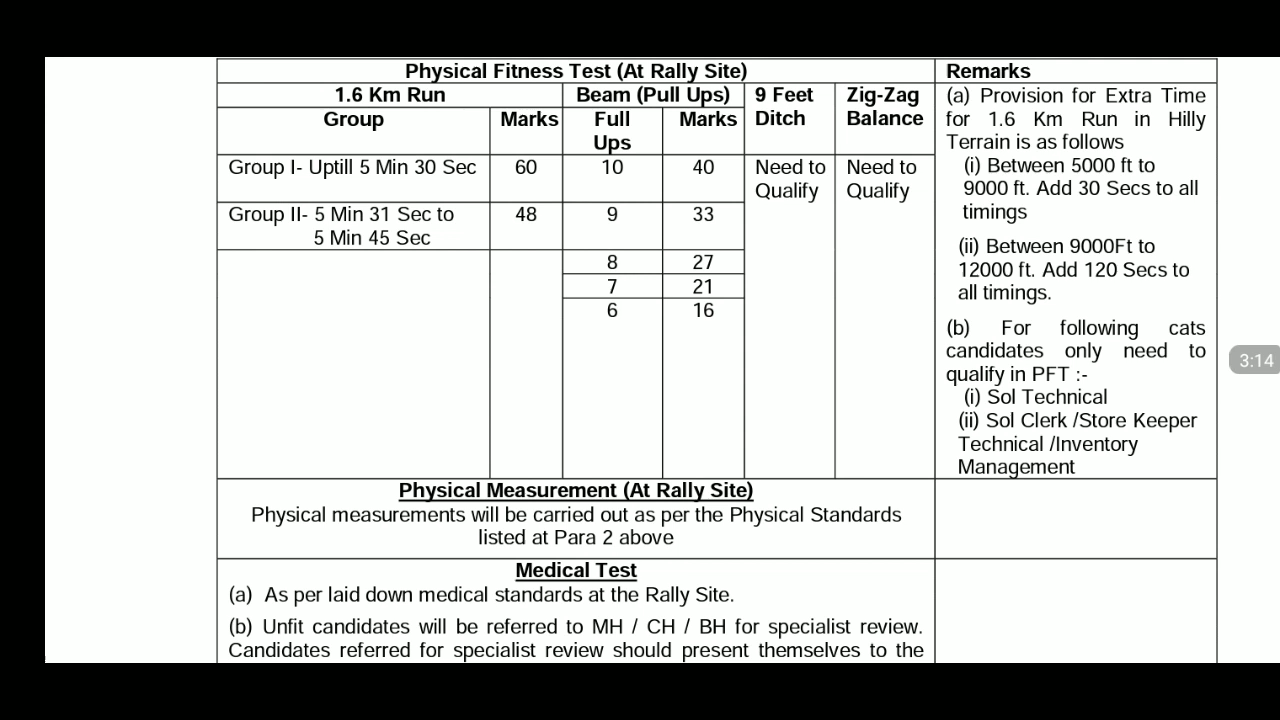 Physical Fitness Test (At Rally Site)
Remarks
1.6 Km Run
Beam (Pull Ups)
9 Feet
Ditch
Zig-Zag
Balance
Group
Marks
Full
Ups
Marks
Group I- Uptill 5 Min 30 Sec
60
10
40
Need to
Qualify
Need to
Qualify
Group II- 5 Min 31 Sec to
5 Min 45 Sec
48
9
33
8
27
7
21
6
16
(a) Provision for Extra Time
for 1.6 Km Run in Hilly
Terrain is as follows
(i) Between 5000 ft to
9000 ft. Add 30 Secs to all
timings
(ii) Between 9000Ft to
12000 ft. Add 120 Secs to
all timings.
(b) For following cats
candidates only need to
qualify in PFT :-
(i) Sol Technical
(ii) Sol Clerk /Store Keeper
Technical /Inventory
Management
3:14
Physical Measurement (At Rally Site)
Physical measurements will be carried out as per the Physical Standards
listed at Para 2 above
Medical Test
(a) As per laid down medical standards at the Rally Site.
(b) Unfit candidates will be referred to MH / CH / BH for specialist review.
Candidates referred for specialist review should present themselves to the